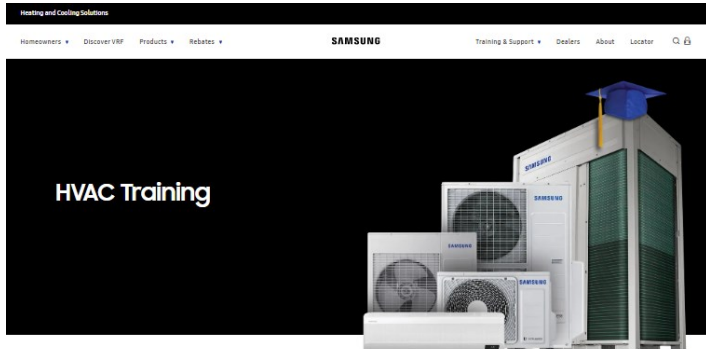 Heating and Cooling Solutions
Homeowners Discover VRF Products Rebates SAMSUNG Training & Support Dealers About Locator
HVAC Training
SAMSUNG
SAMSUNG
SAMSUNG
SAMSUNG